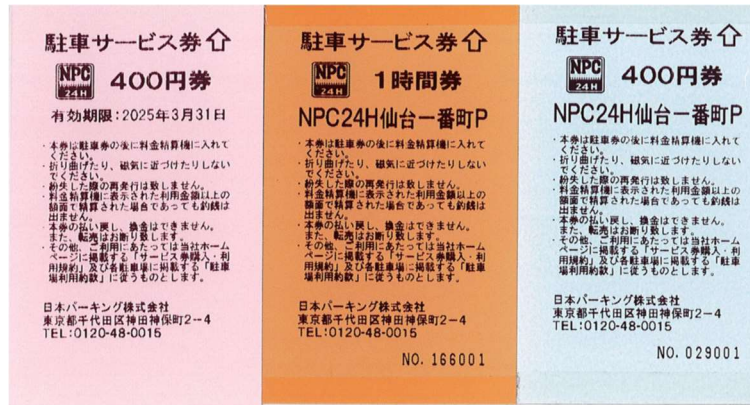 駐車サービス券⇧
NPC
24H
400円券
有効期限:2025年3月31日
・本券は駐車券の後に料金精算機に入れて
ください。
・折り曲げたり、磁気に近づけたりしない
でください。
・紛失した際の再発行は致しません。
・料金精算機に表示された利用金額以上の
額面で精算された場合であっても釣銭は
出ません。
・本券の払い戻し、換金はできません。
また、転売はお断り致します。
・その他、ご利用にあたっては当社ホーム
ページに掲載する「サービス券購入・利
用規約」及び各駐車場に掲載する「駐車
場利用約款」に従うものとします。
日本パーキング株式会社
東京都千代田区神田神保町2-4
TEL:0120-48-0015
駐車サービス券⇧
NPC
24H
1時間券
NPC24H仙台一番町P
・本券は駐車券の後に料金精算機に入れて
ください。
・折り曲げたり、磁気に近づけたりしない
でください。
・紛失した際の再発行は致しません。
・料金精算機に表示された利用金額以上の
額面で精算された場合であっても釣銭は
出ません。
・本券の払い戻し、換金はできません。
また、転売はお断り致します。
・その他、ご利用にあたっては当社ホーム
ページに掲載する「サービス券購入・利
用規約」及び各駐車場に掲載する「駐車
場利用約款」に従うものとします。
日本パーキング株式会社
東京都千代田区神田神保町2-4
TEL:0120-48-0015
NO. 166001
駐車サービス券⇧
NPC
24H
400円券
NPC24H仙台一番町P
・本券は駐車券の後に料金精算機に入れて
ください。
・折り曲げたり、磁気に近づけたりしない
でください。
・紛失した際の再発行は致しません。
・料金精算機に表示された利用金額以上の
額面で精算された場合であっても釣銭は
出ません。
・本券の払い戻し、換金はできません。
また、転売はお断り致します。
・その他、ご利用にあたっては当社ホーム
ページに掲載する「サービス券購入・利
用規約」及び各駐車場に掲載する「駐車
場利用約款」に従うものとします。
日本パーキング株式会社
東京都千代田区神田神保町2-4
TEL:0120-48-0015
NO. 029001